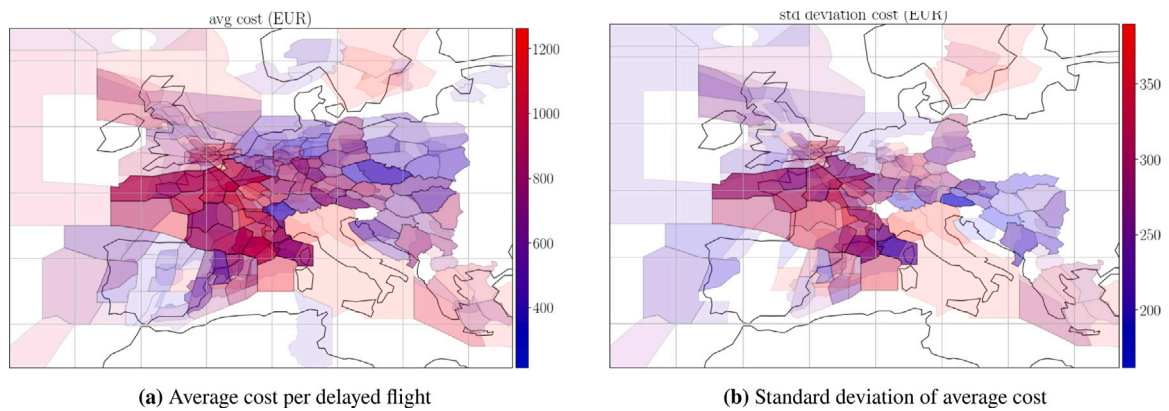 avg cost (EUR)
1200
1000
800
600
400
(a) Average cost per delayed flight
std deviation cost (EUR)
350
300
250
200
(b) Standard deviation of average cost